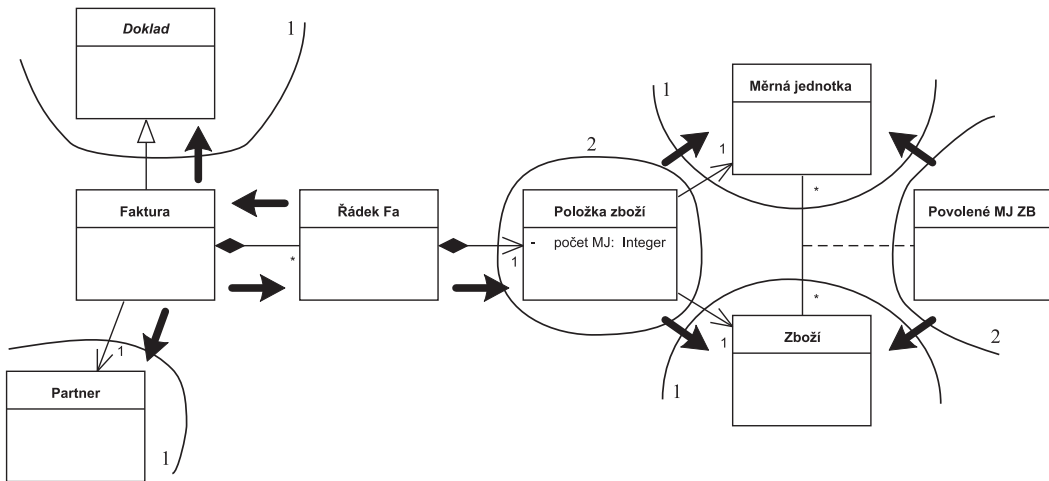 Doklad
1
Měrná jednotka
1
1
2
*
Faktura
Řádek Fa
Položka zboží
Povolené MJ ZB
- počet MJ: Integer
*
1
*
1
Zboží
1
2
1
Partner
1